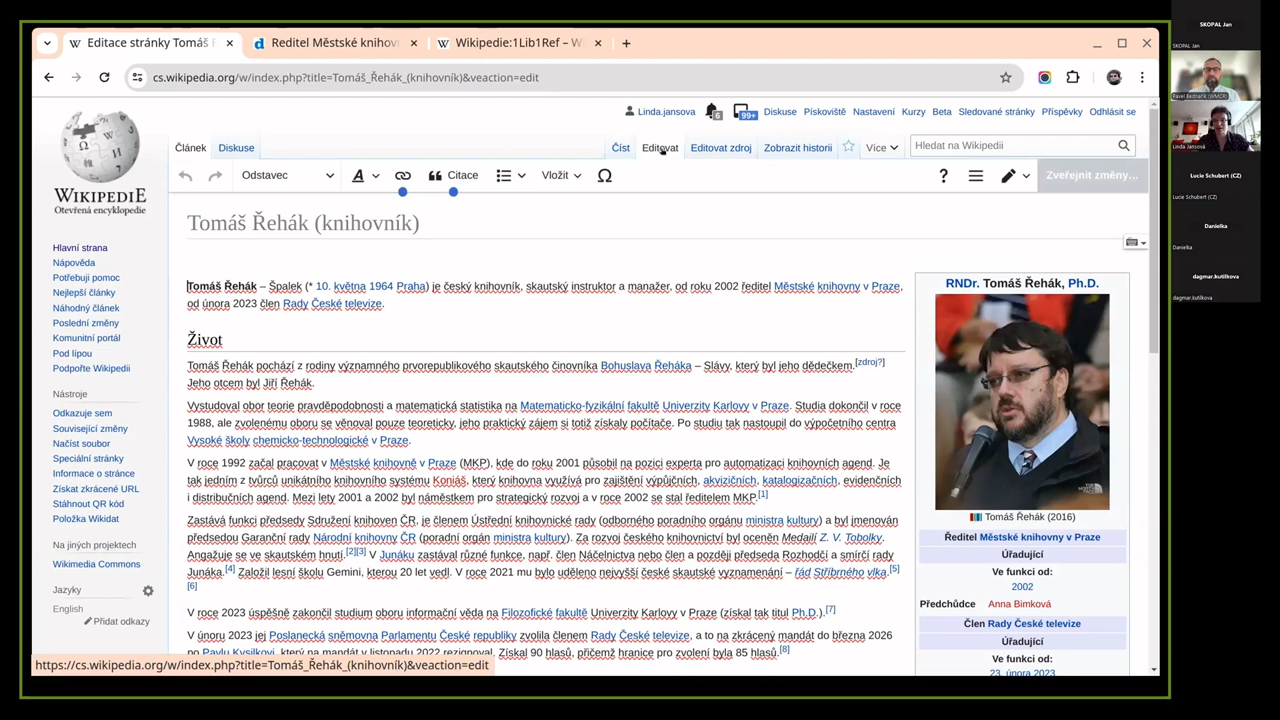 Editace stránky Tomáš Ř
Ředitel Městské knihov
Wikipedie:1Lib1Ref – W
cs.wikipedia.org/w/index.php?title=Tomáš_Řehák_(knihovník)&veaction=edit
Linda.jansova
6
99+
Diskuse
Pískoviště
Nastavení
Kurzy
Beta
Sledované stránky
Příspěvky
Odhlásit se
Článek
Diskuse
Číst
Editovat
Editovat zdroj
Zobrazit historii
Více
Hledat na Wikipedii
Odstavec
A
Citace
Vložit
Ω
?
Zveřejnit změny…
WIKIPEDIE
Otevřená encyklopedie
Hlavní strana
Nápověda
Potřebuji pomoc
Nejlepší články
Náhodný článek
Poslední změny
Komunitní portál
Pod lípou
Podpořte Wikipedii
Nástroje
Odkazuje sem
Související změny
Načíst soubor
Speciální stránky
Informace o stránce
Získat zkrácené URL
Stáhnout QR kód
Položka Wikidat
Na jiných projektech
Wikimedia Commons
Jazyky
English
Přidat odkazy
Tomáš Řehák (knihovník)
Tomáš Řehák – Špalek (* 10. května 1964 Praha) je český knihovník, skautský instruktor a manažer, od roku 2002 ředitel Městské knihovny v Praze,
od února 2023 člen Rady České televize.
Život
Tomáš Řehák pochází z rodiny významného prvorepublikového skautského činovníka Bohuslava Řeháka – Slávy, který byl jeho dědečkem.[zdroj?]
Jeho otcem byl Jiří Řehák.
Vystudoval obor teorie pravděpodobnosti a matematická statistika na Matematicko-fyzikální fakultě Univerzity Karlovy v Praze. Studia dokončil v roce
1988, ale zvolenému oboru se věnoval pouze teoreticky, jeho praktický zájem si totiž získaly počítače. Po studiu tak nastoupil do výpočetního centra
Vysoké školy chemicko-technologické v Praze.
V roce 1992 začal pracovat v Městské knihovně v Praze (MKP), kde do roku 2001 působil na pozici experta pro automatizaci knihovních agend. Je
tak jedním z tvůrců unikátního knihovního systému Koniáš, který knihovna využívá pro zajištění výpůjčních, akvizičních, katalogizačních, evidenčních
i distribučních agend. Mezi lety 2001 a 2002 byl náměstkem pro strategický rozvoj a v roce 2002 se stal ředitelem MKP.[1]
Zastává funkci předsedy Sdružení knihoven ČR, je členem Ústřední knihovnické rady (odborného poradního orgánu ministra kultury) a byl jmenován
předsedou Garanční rady Národní knihovny ČR (poradní orgán ministra kultury). Za rozvoj českého knihovnictví byl oceněn Medailí Z. V. Tobolky.
Angažuje se ve skautském hnutí.[2][3] V Junáku zastával různé funkce, např. člen Náčelnictva nebo člen a později předseda Rozhodčí a smírčí rady
Junáka.[4] Založil lesní školu Gemini, kterou 20 let vedl. V roce 2021 mu bylo uděleno nejvyšší české skautské vyznamenání – řád Stříbrného vlka.[5]
[6]
V roce 2023 úspěšně zakončil studium oboru informační věda na Filozofické fakultě Univerzity Karlovy v Praze (získal tak titul Ph.D.).[7]
V únoru 2023 jej Poslanecká sněmovna Parlamentu České republiky zvolila členem Rady České televize, a to na zkrácený mandát do března 2026
po Pavlu Kysilkovi, který na mandát v listopadu 2022 rezignoval. Získal 90 hlasů, přičemž hranice pro zvolení byla 85 hlasů.[8]
RNDr. Tomáš Řehák, Ph.D.
THE NORTH FACE
Tomáš Řehák (2016)
Ředitel Městské knihovny v Praze
Úřadující
Ve funkci od:
2002
Předchůdce Anna Bimková
Člen Rady České televize
Úřadující
Ve funkci od:
23. února 2023
https://cs.wikipedia.org/w/index.php?title=Tomáš_Řehák_(knihovník)&veaction=edit
SKOPAL Jan
SKOPAL Jan
Pavel Bednařík (WMCR)
Linda Jansová
Lucie Schubert (CZ)
Lucie Schubert (CZ)
Danielka
Danielka
dagmar.kutilkova
dagmar.kutilkova